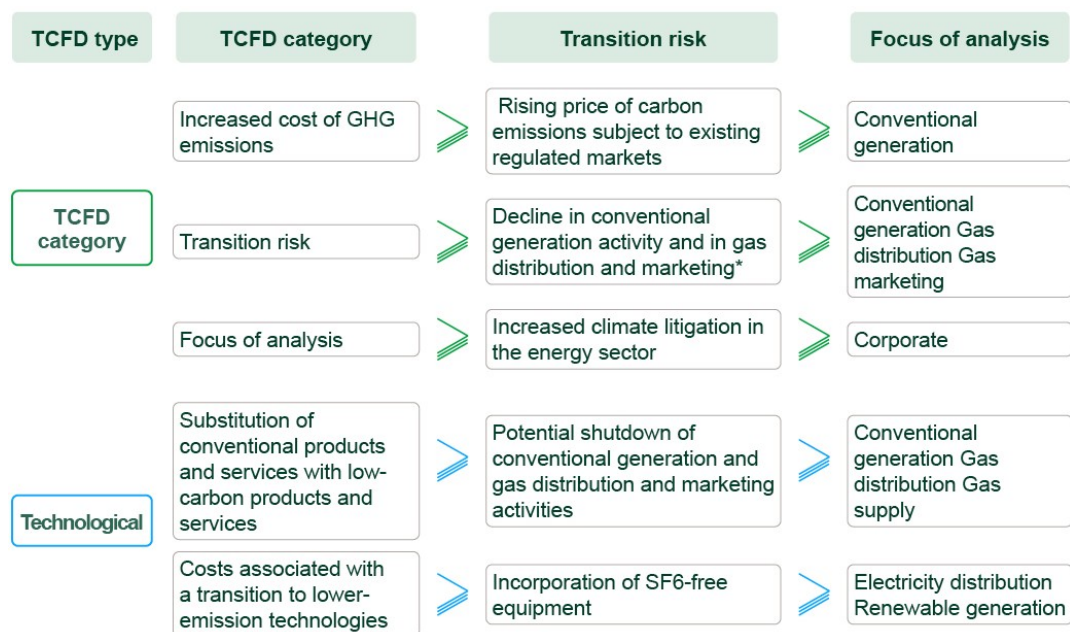 TCFD type
TCFD category
Transition risk
Focus of analysis
TCFD
category
Increased cost of GHG
emissions
Rising price of carbon
emissions subject to existing
regulated markets
Conventional
generation
Transition risk
Decline in conventional
generation activity and in gas
distribution and marketing*
Conventional
generation Gas
distribution Gas
marketing
Focus of analysis
Increased climate litigation in
the energy sector
Corporate
Technological
Substitution of
conventional products
and services with low-
carbon products and
services
Potential shutdown of
conventional generation and
gas distribution and marketing
activities
Conventional
generation Gas
distribution Gas
supply
Costs associated with
a transition to lower-
emission technologies
Incorporation of SF6-free
equipment
Electricity distribution
Renewable generation